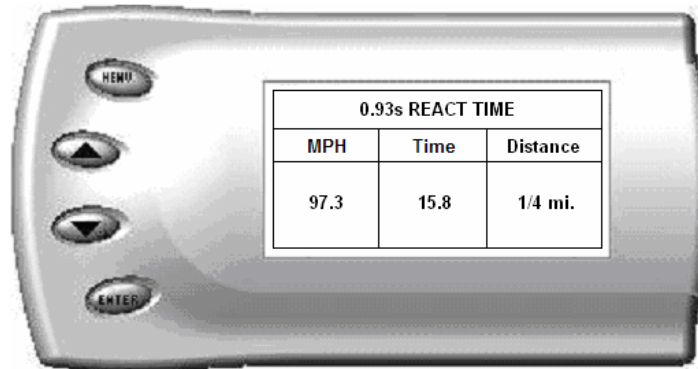 MENU
0.93s REACT TIME
MPH Time Distance
97.3 15.8 1/4 mi.
ENTER